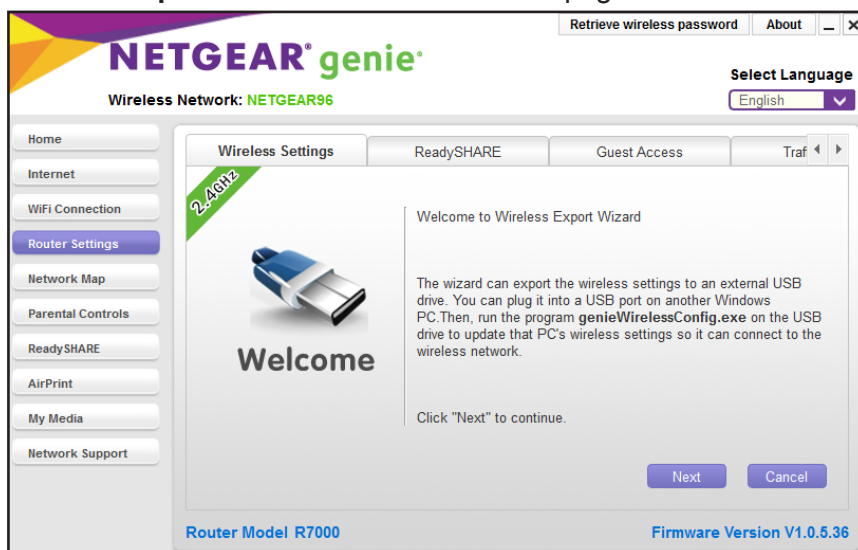 Retrieve wireless password About
NETGEAR® genie®
Select Language
Wireless Network: NETGEAR96
English
Home
Internet
WiFi Connection
Router Settings
Network Map
Parental Controls
ReadySHARE
AirPrint
My Media
Network Support
Wireless Settings ReadySHARE Guest Access Traf
2.4GHz
Welcome
Welcome to Wireless Export Wizard
The wizard can export the wireless settings to an external USB
drive. You can plug it into a USB port on another Windows
PC.Then, run the program genieWirelessConfig.exe on the USB
drive to update that PC's wireless settings so it can connect to the
wireless network.
Click "Next" to continue.
Next Cancel
Router Model R7000 Firmware Version V1.0.5.36